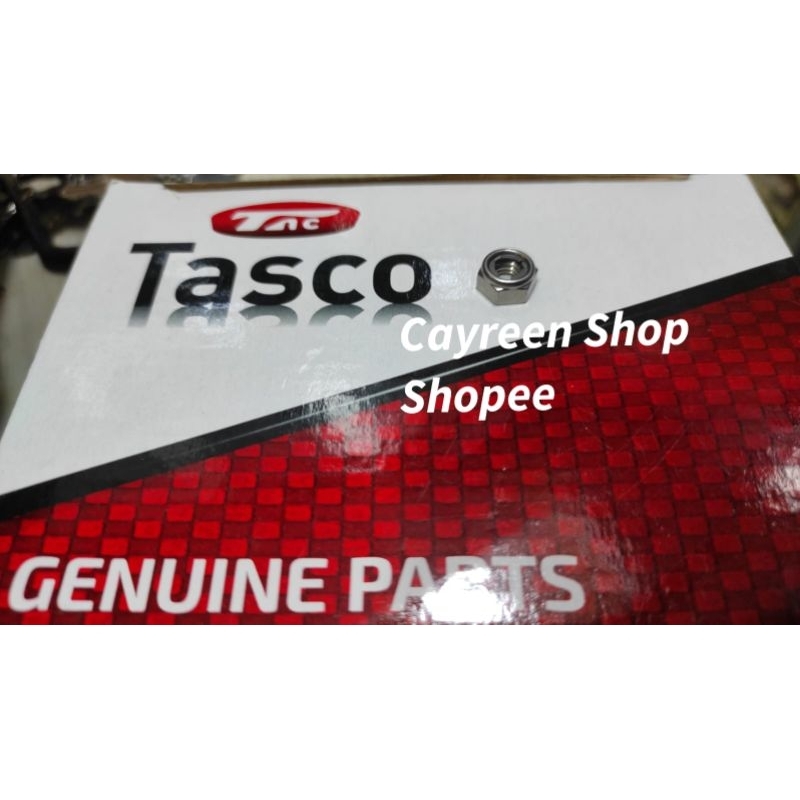 TAC
Tasco
Cayreen Shop
Shopee
GENUINE PARTS